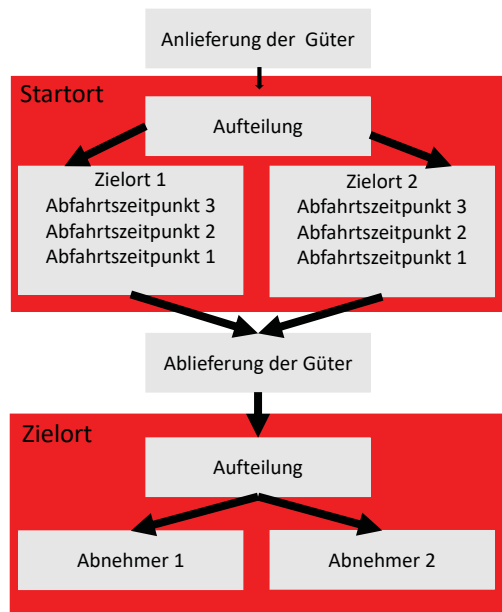 Anlieferung der Güter
Startort
Aufteilung
Zielort 1
Abfahrtszeitpunkt 3
Abfahrtszeitpunkt 2
Abfahrtszeitpunkt 1
Zielort 2
Abfahrtszeitpunkt 3
Abfahrtszeitpunkt 2
Abfahrtszeitpunkt 1
Ablieferung der Güter
Zielort
Aufteilung
Abnehmer 1
Abnehmer 2